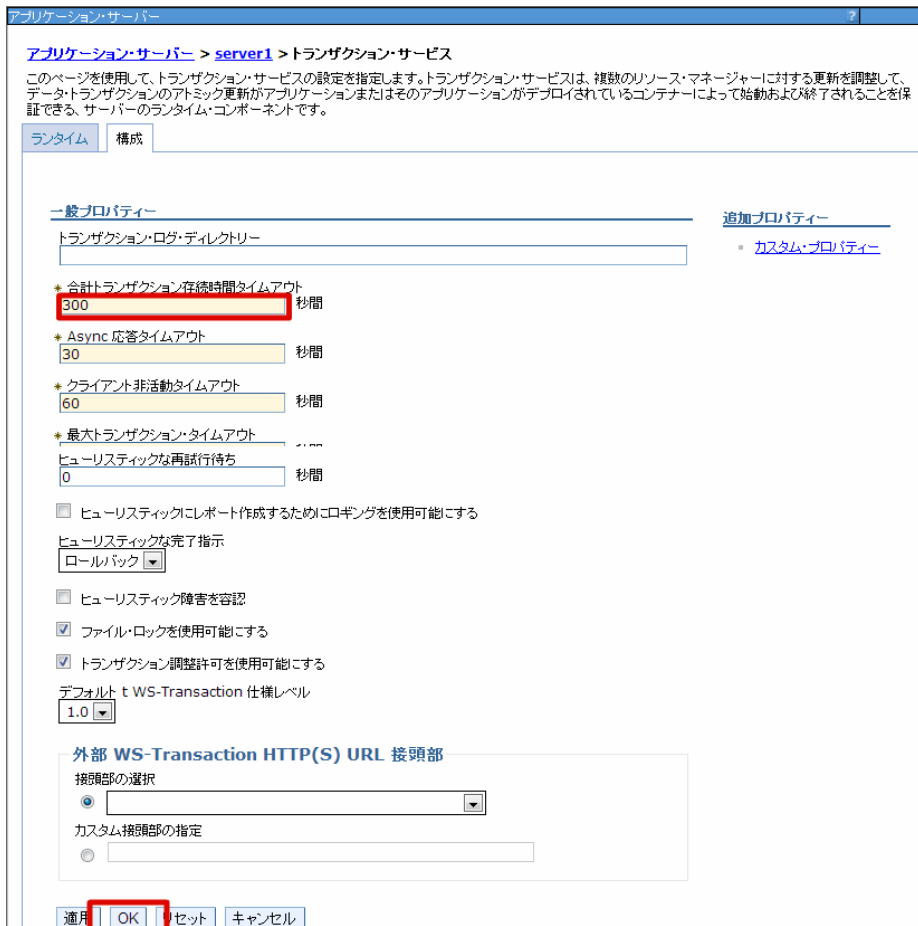 アプリケーション・サーバー
?
アプリケーション・サーバー > server1 > トランザクション・サービス
このページを使用して、トランザクション・サービスの設定を指定します。トランザクション・サービスは、複数のリソース・マネージャーに対する更新を調整して、
データ・トランザクションのアトミック更新がアプリケーションまたはそのアプリケーションがデプロイされているコンテナーによって始動および終了されることを保
証できる、サーバーのランタイム・コンポーネントです。
ランタイム 構成
一般プロパティー
追加プロパティー
トランザクション・ログ・ディレクトリー
カスタム・プロパティー
* 合計トランザクション存続時間タイムアウト
300 秒間
* Async 応答タイムアウト
30 秒間
* クライアント非活動タイムアウト
60 秒間
* 最大トランザクション・タイムアウト
ヒューリスティックな再試行待ち
0 秒間
ヒューリスティックにレポート作成するためにロギングを使用可能にする
ヒューリスティックな完了指示
ロールバック
ヒューリスティック障害を容認
ファイル・ロックを使用可能にする
トランザクション調整許可を使用可能にする
デフォルト t WS-Transaction 仕様レベル
1.0
外部 WS-Transaction HTTP(S) URL 接頭部
接頭部の選択
カスタム接頭部の指定
適用 OK リセット キャンセル